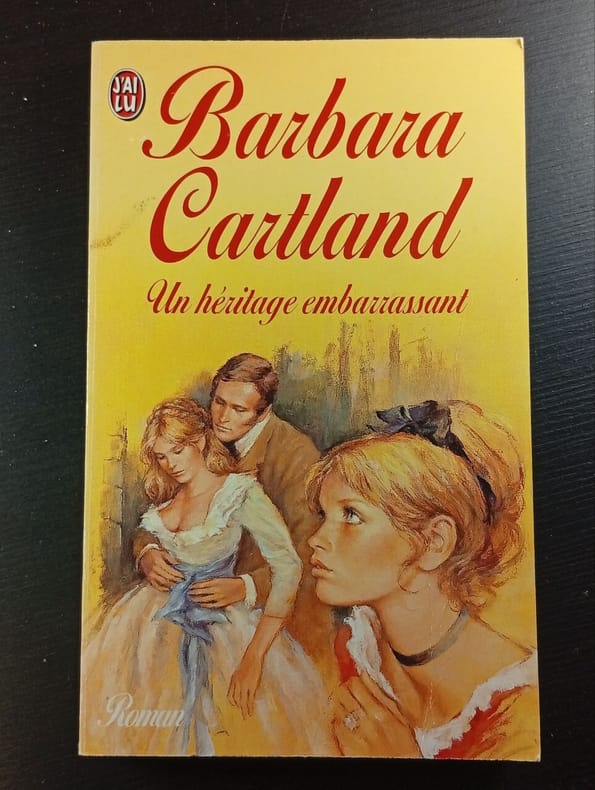 J'AI
LU
Barbara
Cartland
Un héritage embarrassant
Roman